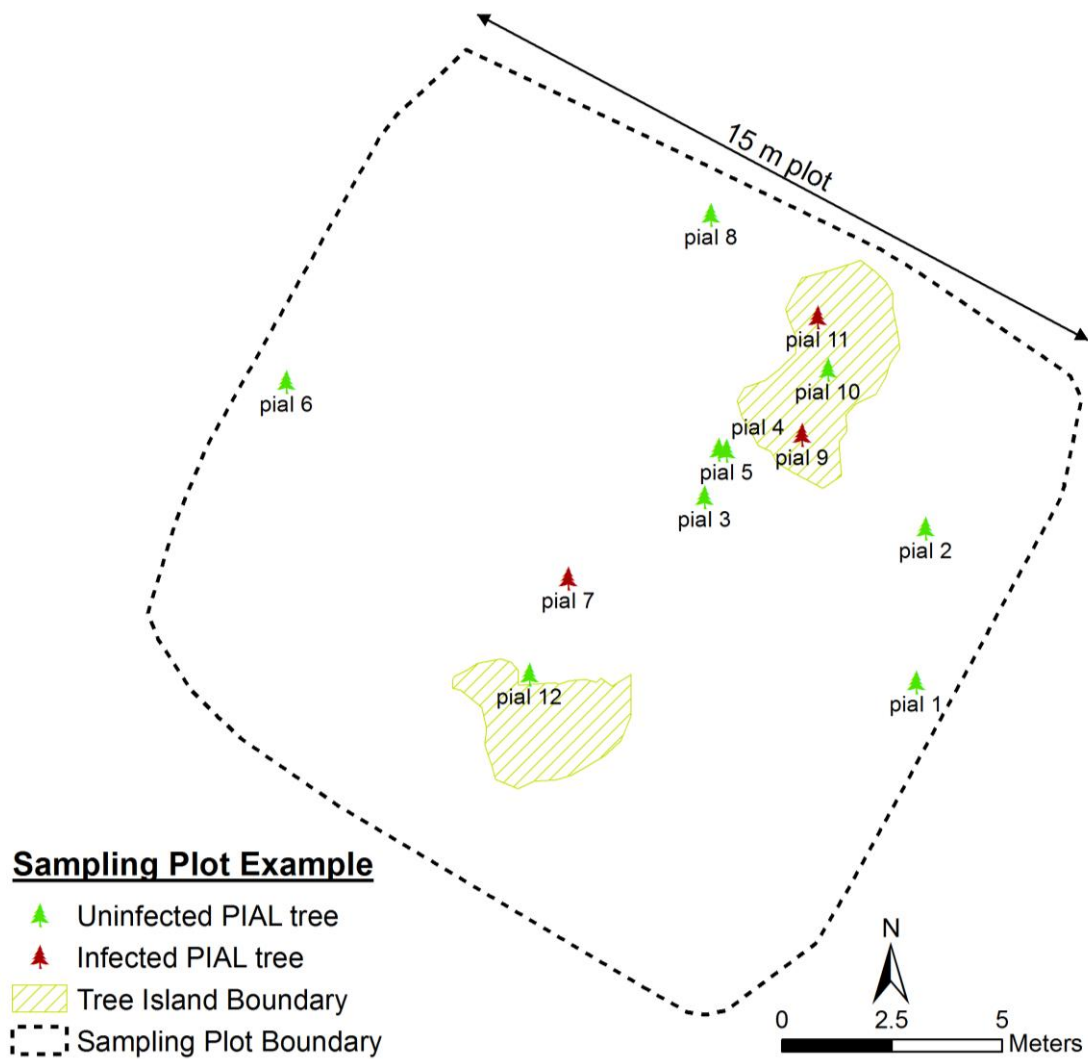 15 m plot
pial 8
pial 11
pial 10
pial 6
pial 4
pial 9
pial 5
pial 3
pial 2
pial 7
pial 12
pial 1
Sampling Plot Example
Uninfected PIAL tree
Infected PIAL tree
Tree Island Boundary
Sampling Plot Boundary
N
0 2.5 5
Meters